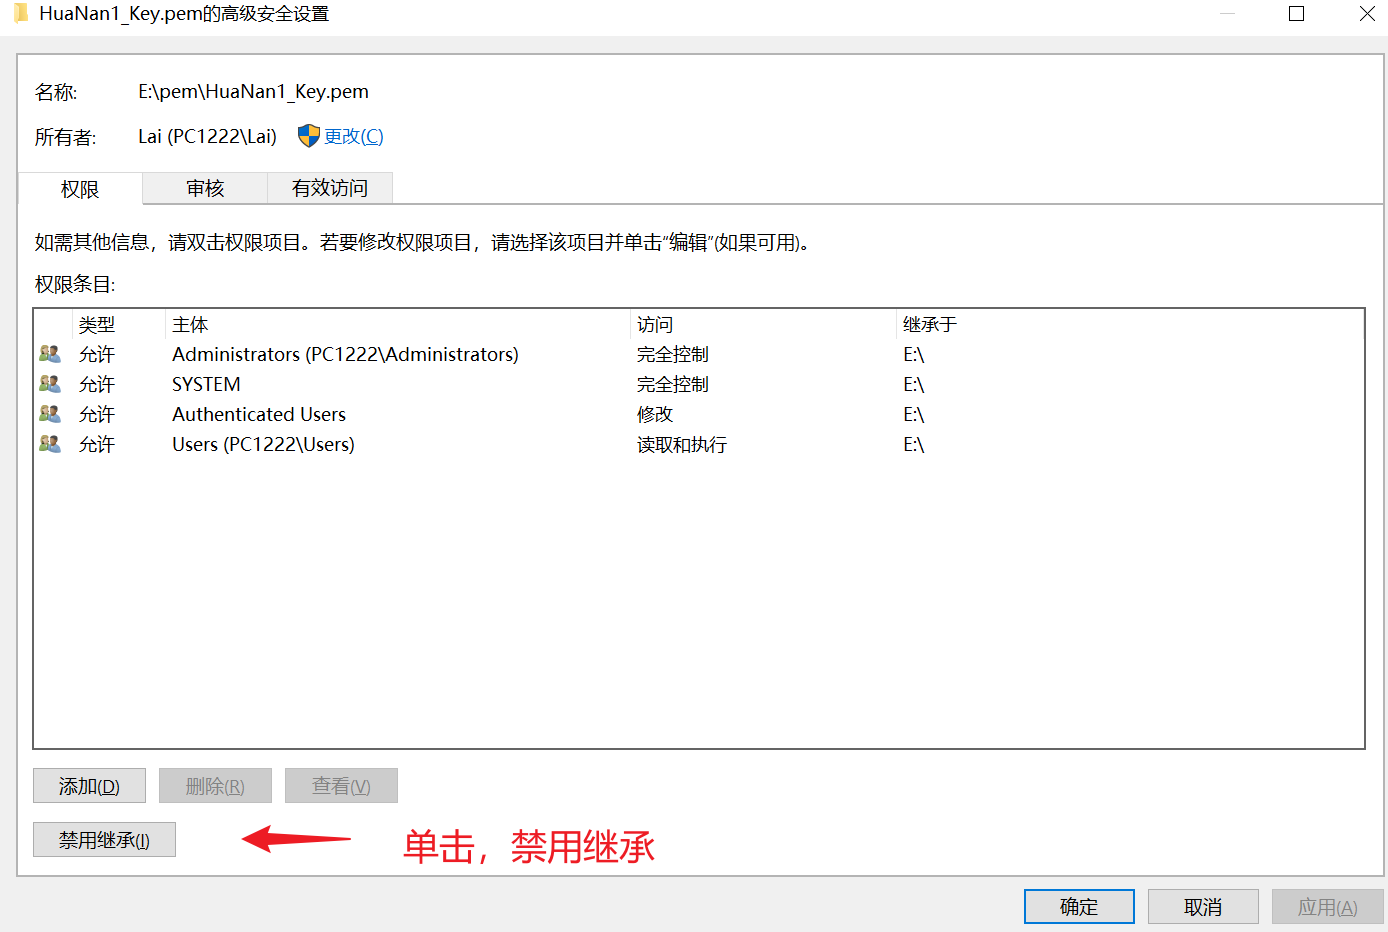 HuaNan1_Key.pem的高级安全设置
名称: E:\pem\HuaNan1_Key.pem
所有者: Lai (PC1222\Lai) 更改(C)
权限 审核 有效访问
如需其他信息，请双击权限项目。若要修改权限项目，请选择该项目并单击“编辑”(如果可用)。
权限条目:
类型 主体 访问 继承于
允许 Administrators (PC1222\Administrators) 完全控制 E:\
允许 SYSTEM 完全控制 E:\
允许 Authenticated Users 修改 E:\
允许 Users (PC1222\Users) 读取和执行 E:\
添加(D) 删除(R) 查看(V)
禁用继承(I) 单击，禁用继承
确定 取消 应用(A)